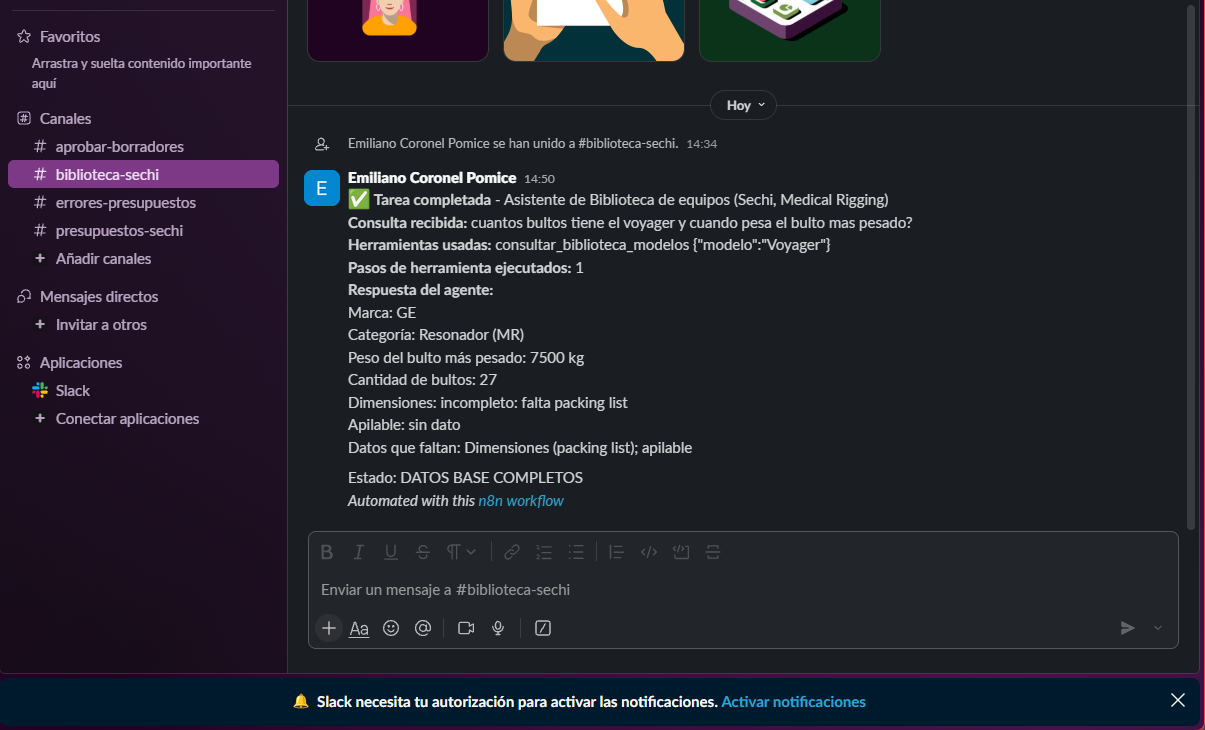 Favoritos
Arrastra y suelta contenido importante
aquí
Canales
# aprobar-borradores
# biblioteca-sechi
# errores-presupuestos
# presupuestos-sechi
+ Añadir canales
Mensajes directos
+ Invitar a otros
Aplicaciones
Slack
+ Conectar aplicaciones
Hoy
Emiliano Coronel Pomice se han unido a #biblioteca-sechi. 14:34
E
Emiliano Coronel Pomice 14:50
✅ Tarea completada - Asistente de Biblioteca de equipos (Sechi, Medical Rigging)
Consulta recibida: cuantos bultos tiene el voyager y cuando pesa el bulto mas pesado?
Herramientas usadas: consultar_biblioteca_modelos {"modelo":"Voyager"}
Pasos de herramienta ejecutados: 1
Respuesta del agente:
Marca: GE
Categoría: Resonador (MR)
Peso del bulto más pesado: 7500 kg
Cantidad de bultos: 27
Dimensiones: incompleto: falta packing list
Apilable: sin dato
Datos que faltan: Dimensiones (packing list); apilable
Estado: DATOS BASE COMPLETOS
Automated with this n8n workflow
B I U S
Enviar un mensaje a #biblioteca-sechi
+ Aa @
🔔 Slack necesita tu autorización para activar las notificaciones. Activar notificaciones